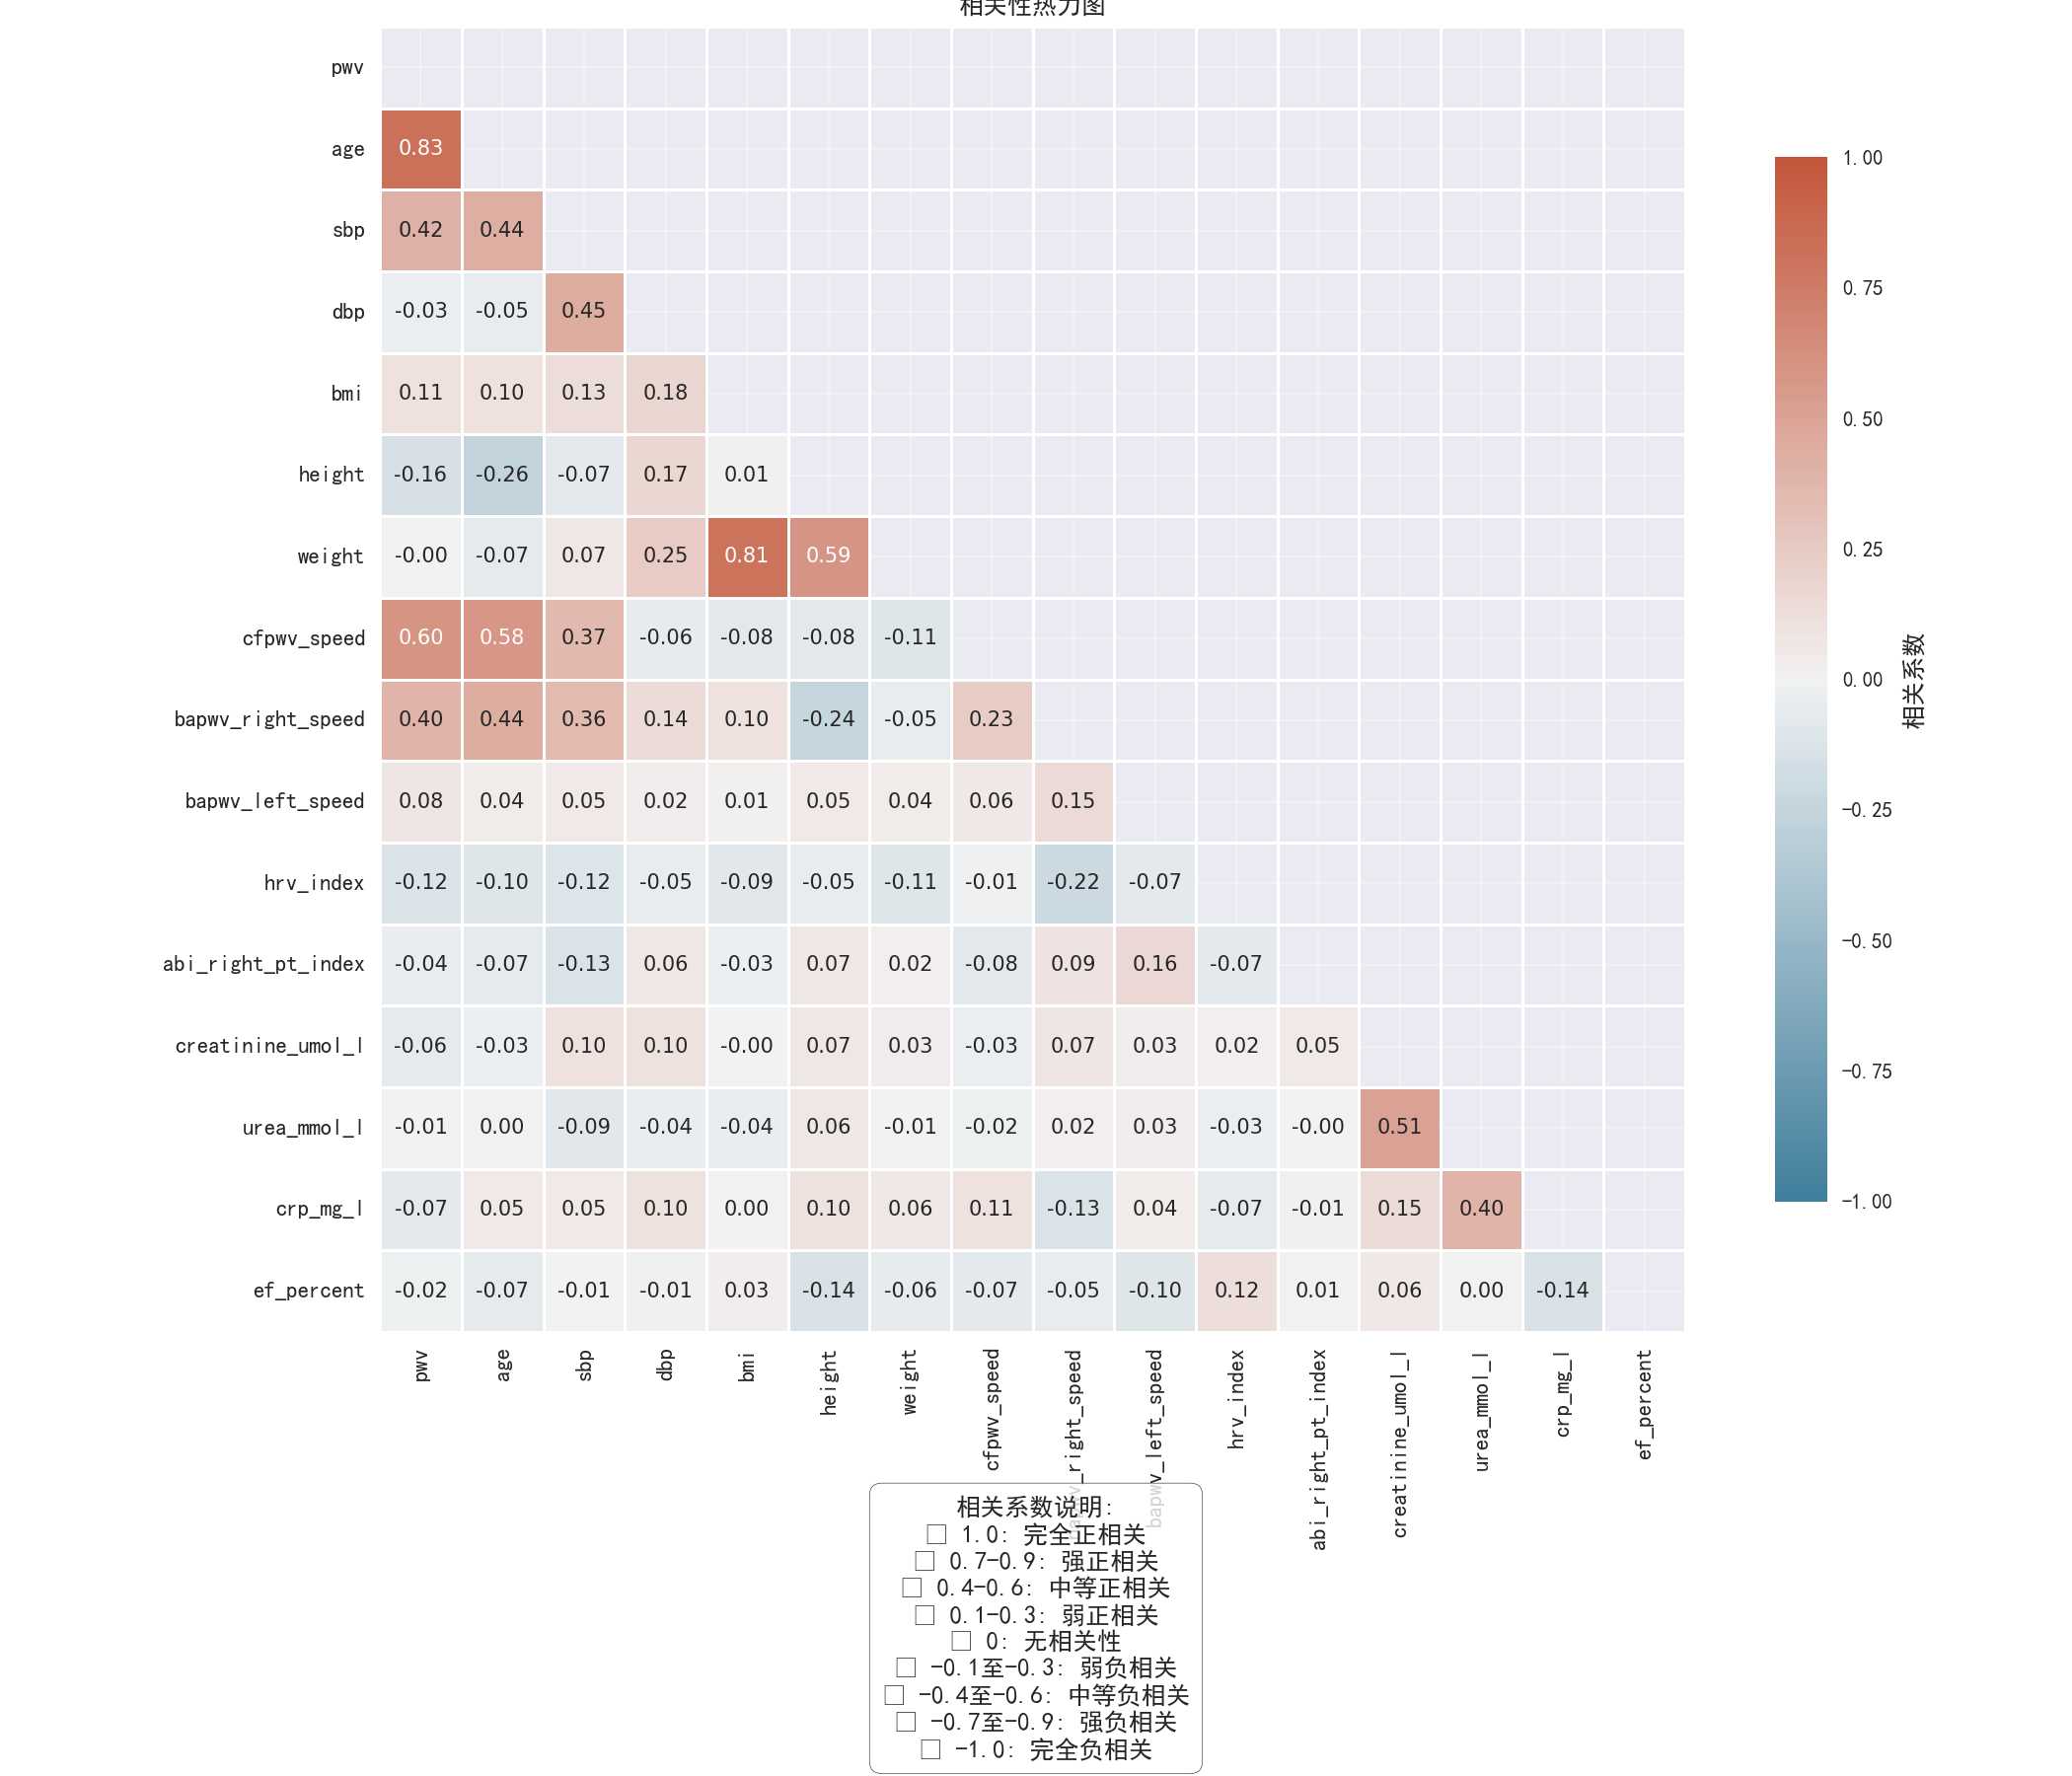 相关性热力图
pwv
age 0.83
sbp 0.42 0.44
dbp -0.03 -0.05 0.45
bmi 0.11 0.10 0.13 0.18
height -0.16 -0.26 -0.07 0.17 0.01
weight -0.00 -0.07 0.07 0.25 0.81 0.59
cfpwv_speed 0.60 0.58 0.37 -0.06 -0.08 -0.08 -0.11
bapwv_right_speed 0.40 0.44 0.36 0.14 0.10 -0.24 -0.05 0.23
bapwv_left_speed 0.08 0.04 0.05 0.02 0.01 0.05 0.04 0.06 0.15
hrv_index -0.12 -0.10 -0.12 -0.05 -0.09 -0.05 -0.11 -0.01 -0.22 -0.07
abi_right_pt_index -0.04 -0.07 -0.13 0.06 -0.03 0.07 0.02 -0.08 0.09 0.16 -0.07
creatinine_umol_l -0.06 -0.03 0.10 0.10 -0.00 0.07 0.03 -0.03 0.07 0.03 0.02 0.05
urea_mmol_l -0.01 0.00 -0.09 -0.04 -0.04 0.06 -0.01 -0.02 0.02 0.03 -0.03 -0.00 0.51
crp_mg_l -0.07 0.05 0.05 0.10 0.00 0.10 0.06 0.11 -0.13 0.04 -0.07 -0.01 0.15 0.40
ef_percent -0.02 -0.07 -0.01 -0.01 0.03 -0.14 -0.06 -0.07 -0.05 -0.10 0.12 0.01 0.06 0.00 -0.14
pwv
age
sbp
dbp
bmi
height
weight
cfpwv_speed
bapwv_right_speed
bapwv_left_speed
hrv_index
abi_right_pt_index
creatinine_umol_l
urea_mmol_l
crp_mg_l
ef_percent
1.00
0.75
0.50
0.25
0.00
−0.25
−0.50
−0.75
−1.00
相关系数
相关系数说明:
□ 1.0: 完全正相关
□ 0.7-0.9: 强正相关
□ 0.4-0.6: 中等正相关
□ 0.1-0.3: 弱正相关
□ 0: 无相关性
□ -0.1至-0.3: 弱负相关
□ -0.4至-0.6: 中等负相关
□ -0.7至-0.9: 强负相关
□ -1.0: 完全负相关